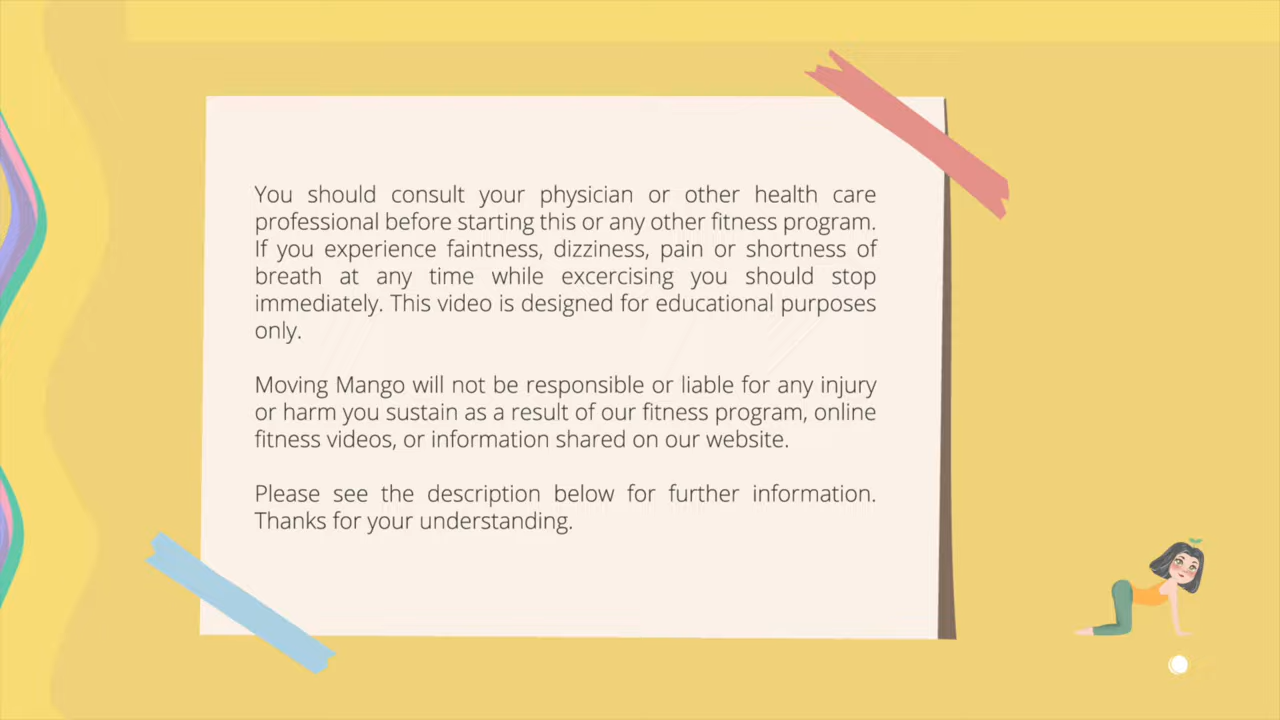 You should consult your physician or other health care
professional before starting this or any other fitness program.
If you experience faintness, dizziness, pain or shortness of
breath at any time while excercising you should stop
immediately. This video is designed for educational purposes
only.
Moving Mango will not be responsible or liable for any injury
or harm you sustain as a result of our fitness program, online
fitness videos, or information shared on our website.
Please see the description below for further information.
Thanks for your understanding.